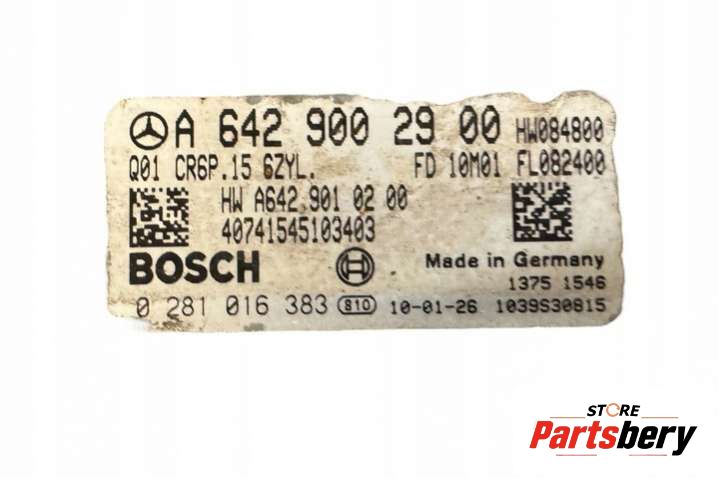 A 642 900 29 00 HW084800
Q01 CR6P.15 6ZYL. FD 10M01 FL082400
HW A642 901 02 00
40741545103403
BOSCH Made in Germany
1375 1546
0 281 016 383 S10 10-01-26 1039S30815
STORE
Partsbery